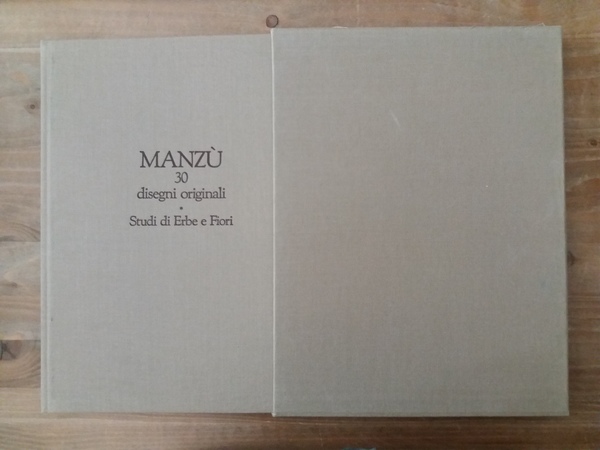 MANZÙ
30
disegni originali
•
Studi di Erbe e Fiori